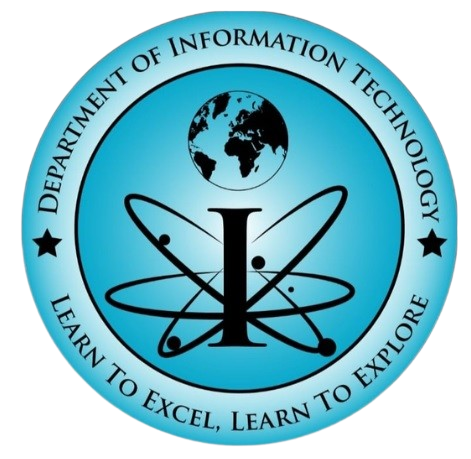 DEPARTMENT OF INFORMATION TECHNOLOGY
I
LEARN TO EXCEL, LEARN TO EXPLORE